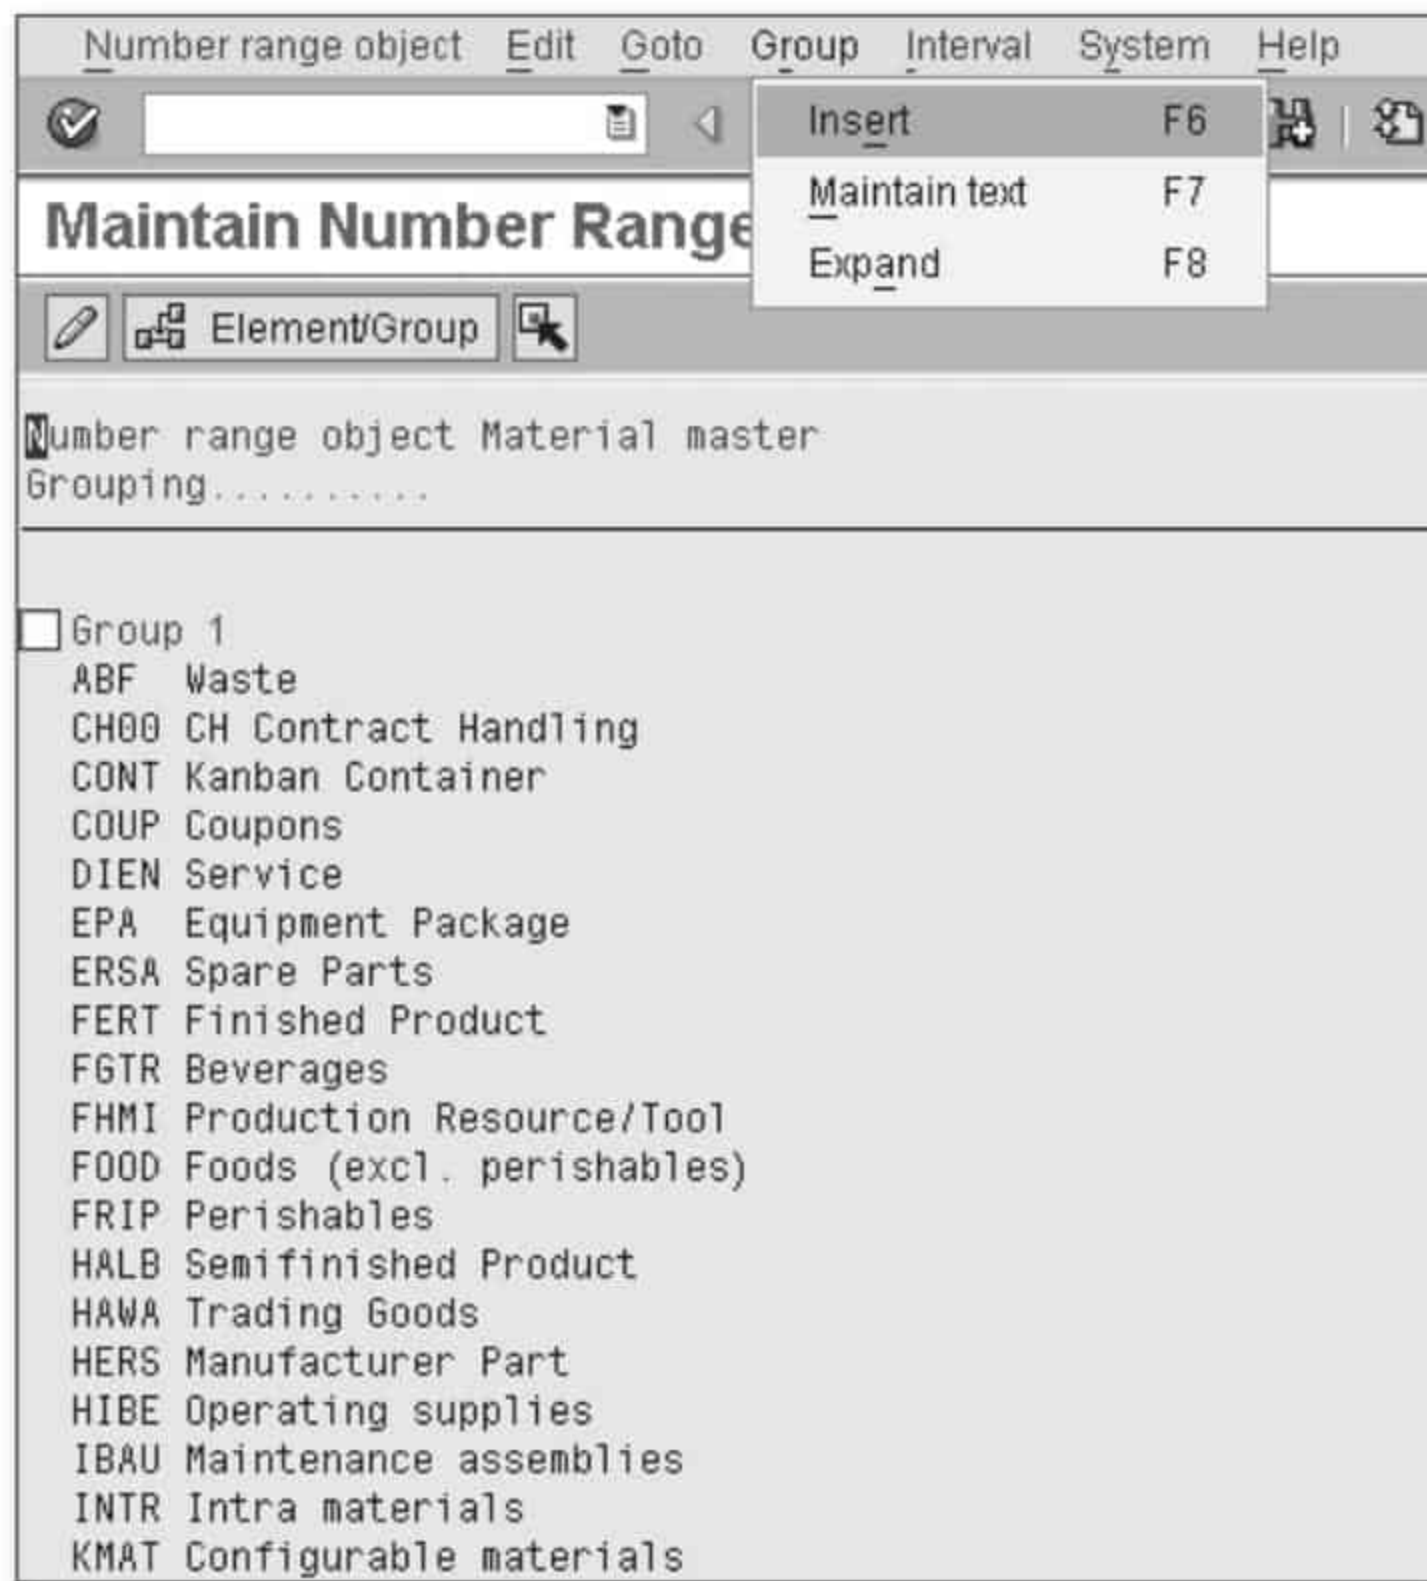 Number range object Edit Goto Group Interval System Help
Insert F6
Maintain text F7
Expand F8
Maintain Number Range
Element/Group
Number range object Material master
Grouping..........
Group 1
ABF Waste
CH00 CH Contract Handling
CONT Kanban Container
COUP Coupons
DIEN Service
EPA Equipment Package
ERSA Spare Parts
FERT Finished Product
FGTR Beverages
FHMI Production Resource/Tool
FOOD Foods (excl. perishables)
FRIP Perishables
HALB Semifinished Product
HAWA Trading Goods
HERS Manufacturer Part
HIBE Operating supplies
IBAU Maintenance assemblies
INTR Intra materials
KMAT Configurable materials